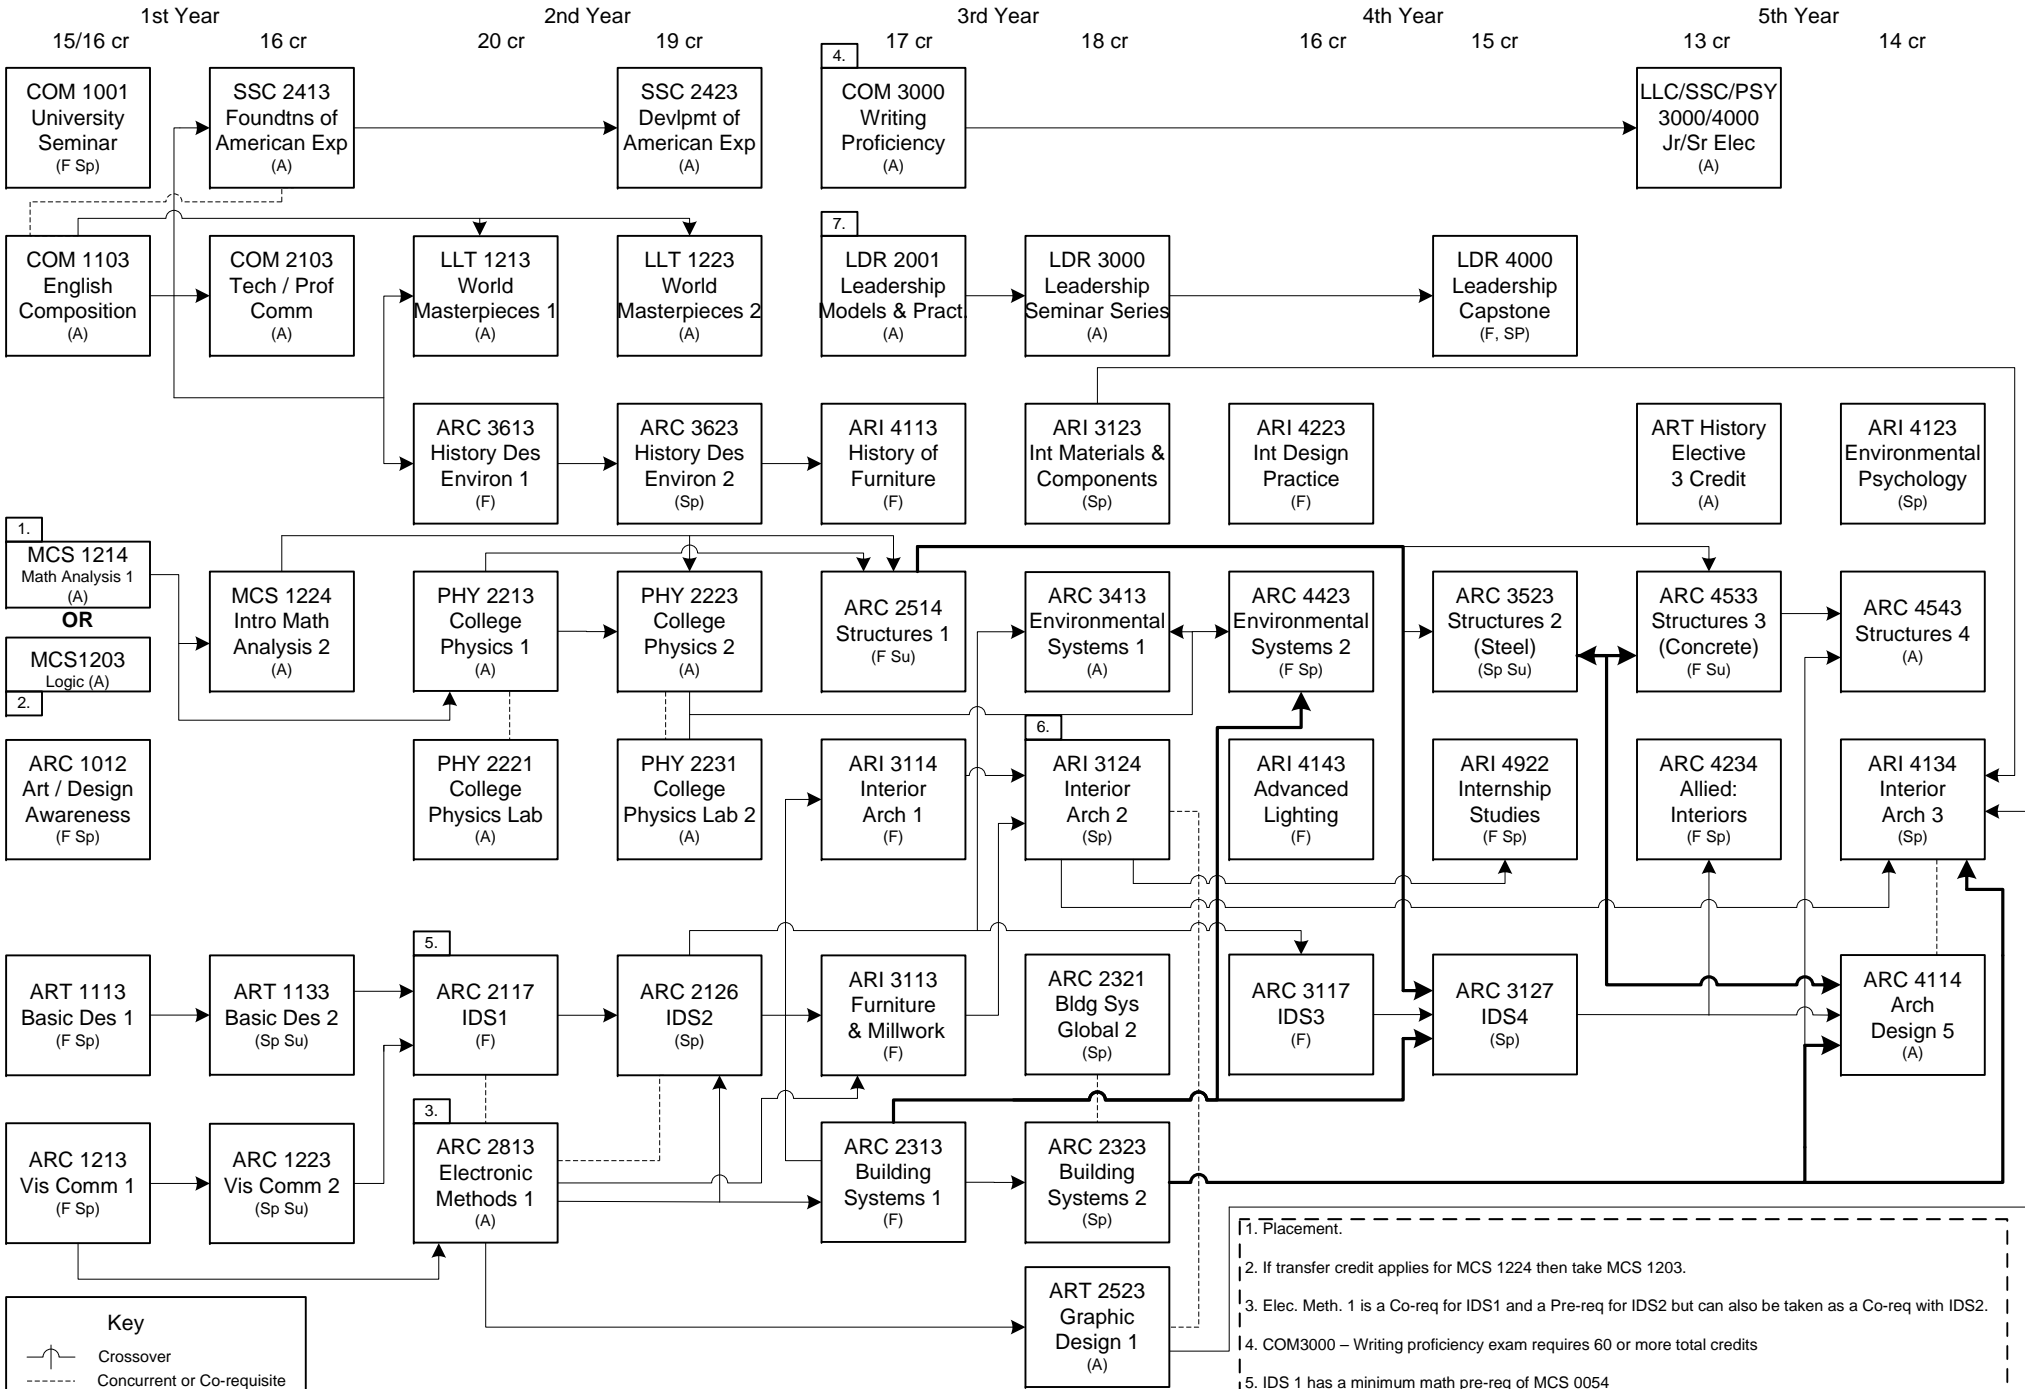 1st Year
2nd Year
3rd Year
4th Year
5th Year
15/16 cr
16 cr
20 cr
19 cr
17 cr
18 cr
16 cr
15 cr
13 cr
14 cr
COM 1001
University
Seminar
(F Sp)
SSC 2413
Foundtns of
American Exp
(A)
SSC 2423
Devlpmt of
American Exp
(A)
4.
COM 3000
Writing
Proficiency
(A)
LLC/SSC/PSY
3000/4000
Jr/Sr Elec
(A)
COM 1103
English
Composition
(A)
COM 2103
Tech / Prof
Comm
(A)
LLT 1213
World
Masterpieces 1
(A)
LLT 1223
World
Masterpieces 2
(A)
7.
LDR 2001
Leadership
Models & Pract.
(A)
LDR 3000
Leadership
Seminar Series
(A)
LDR 4000
Leadership
Capstone
(F, SP)
ARC 3613
History Des
Environ 1
(F)
ARC 3623
History Des
Environ 2
(Sp)
ARI 4113
History of
Furniture
(F)
ARI 3123
Int Materials &
Components
(Sp)
ARI 4223
Int Design
Practice
(F)
ART History
Elective
3 Credit
(A)
ARI 4123
Environmental
Psychology
(Sp)
1.
MCS 1214
Math Analysis 1
(A)
OR
MCS1203
Logic (A)
2.
MCS 1224
Intro Math
Analysis 2
(A)
PHY 2213
College
Physics 1
(A)
PHY 2223
College
Physics 2
(A)
ARC 2514
Structures 1
(F Su)
ARC 3413
Environmental
Systems 1
(A)
ARC 4423
Environmental
Systems 2
(F Sp)
ARC 3523
Structures 2
(Steel)
(Sp Su)
ARC 4533
Structures 3
(Concrete)
(F Su)
ARC 4543
Structures 4
(A)
ARC 1012
Art / Design
Awareness
(F Sp)
PHY 2221
College
Physics Lab
(A)
PHY 2231
College
Physics Lab 2
(A)
ARI 3114
Interior
Arch 1
(F)
6.
ARI 3124
Interior
Arch 2
(Sp)
ARI 4143
Advanced
Lighting
(F)
ARI 4922
Internship
Studies
(F Sp)
ARC 4234
Allied:
Interiors
(F Sp)
ARI 4134
Interior
Arch 3
(Sp)
ART 1113
Basic Des 1
(F Sp)
ART 1133
Basic Des 2
(Sp Su)
5.
ARC 2117
IDS1
(F)
ARC 2126
IDS2
(Sp)
ARI 3113
Furniture
& Millwork
(F)
ARC 2321
Bldg Sys
Global 2
(Sp)
ARC 3117
IDS3
(F)
ARC 3127
IDS4
(Sp)
ARC 4114
Arch
Design 5
(A)
ARC 1213
Vis Comm 1
(F Sp)
ARC 1223
Vis Comm 2
(Sp Su)
3.
ARC 2813
Electronic
Methods 1
(A)
ARC 2313
Building
Systems 1
(F)
ARC 2323
Building
Systems 2
(Sp)
ART 2523
Graphic
Design 1
(A)
Key
Crossover
Concurrent or Co-requisite
1. Placement.
2. If transfer credit applies for MCS 1224 then take MCS 1203.
3. Elec. Meth. 1 is a Co-req for IDS1 and a Pre-req for IDS2 but can also be taken as a Co-req with IDS2.
4. COM3000 – Writing proficiency exam requires 60 or more total credits
5. IDS 1 has a minimum math pre-req of MCS 0054